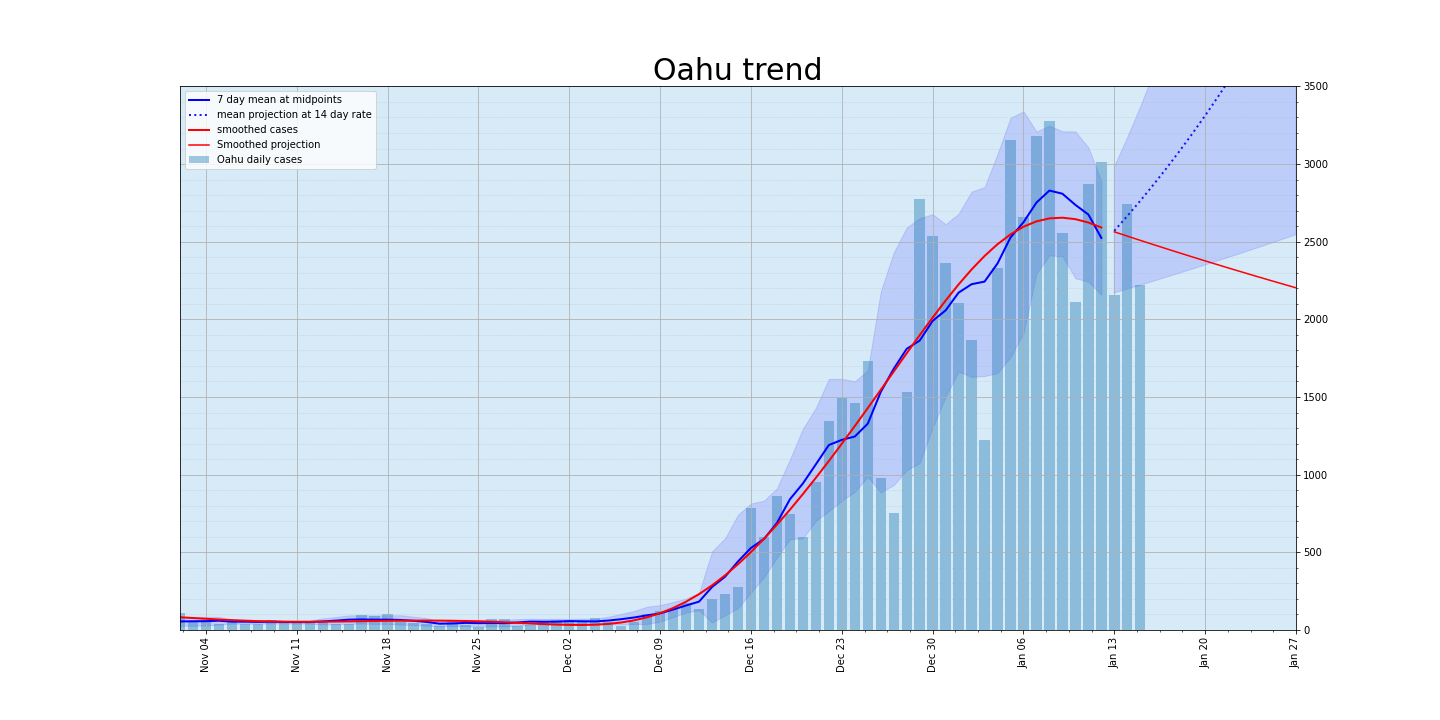 Oahu trend
7 day mean at midpoints
mean projection at 14 day rate
smoothed cases
Smoothed projection
Oahu daily cases
3500
3000
2500
2000
1500
1000
500
0
Nov 04
Nov 11
Nov 18
Nov 25
Dec 02
Dec 09
Dec 16
Dec 23
Dec 30
Jan 06
Jan 13
Jan 20
Jan 27